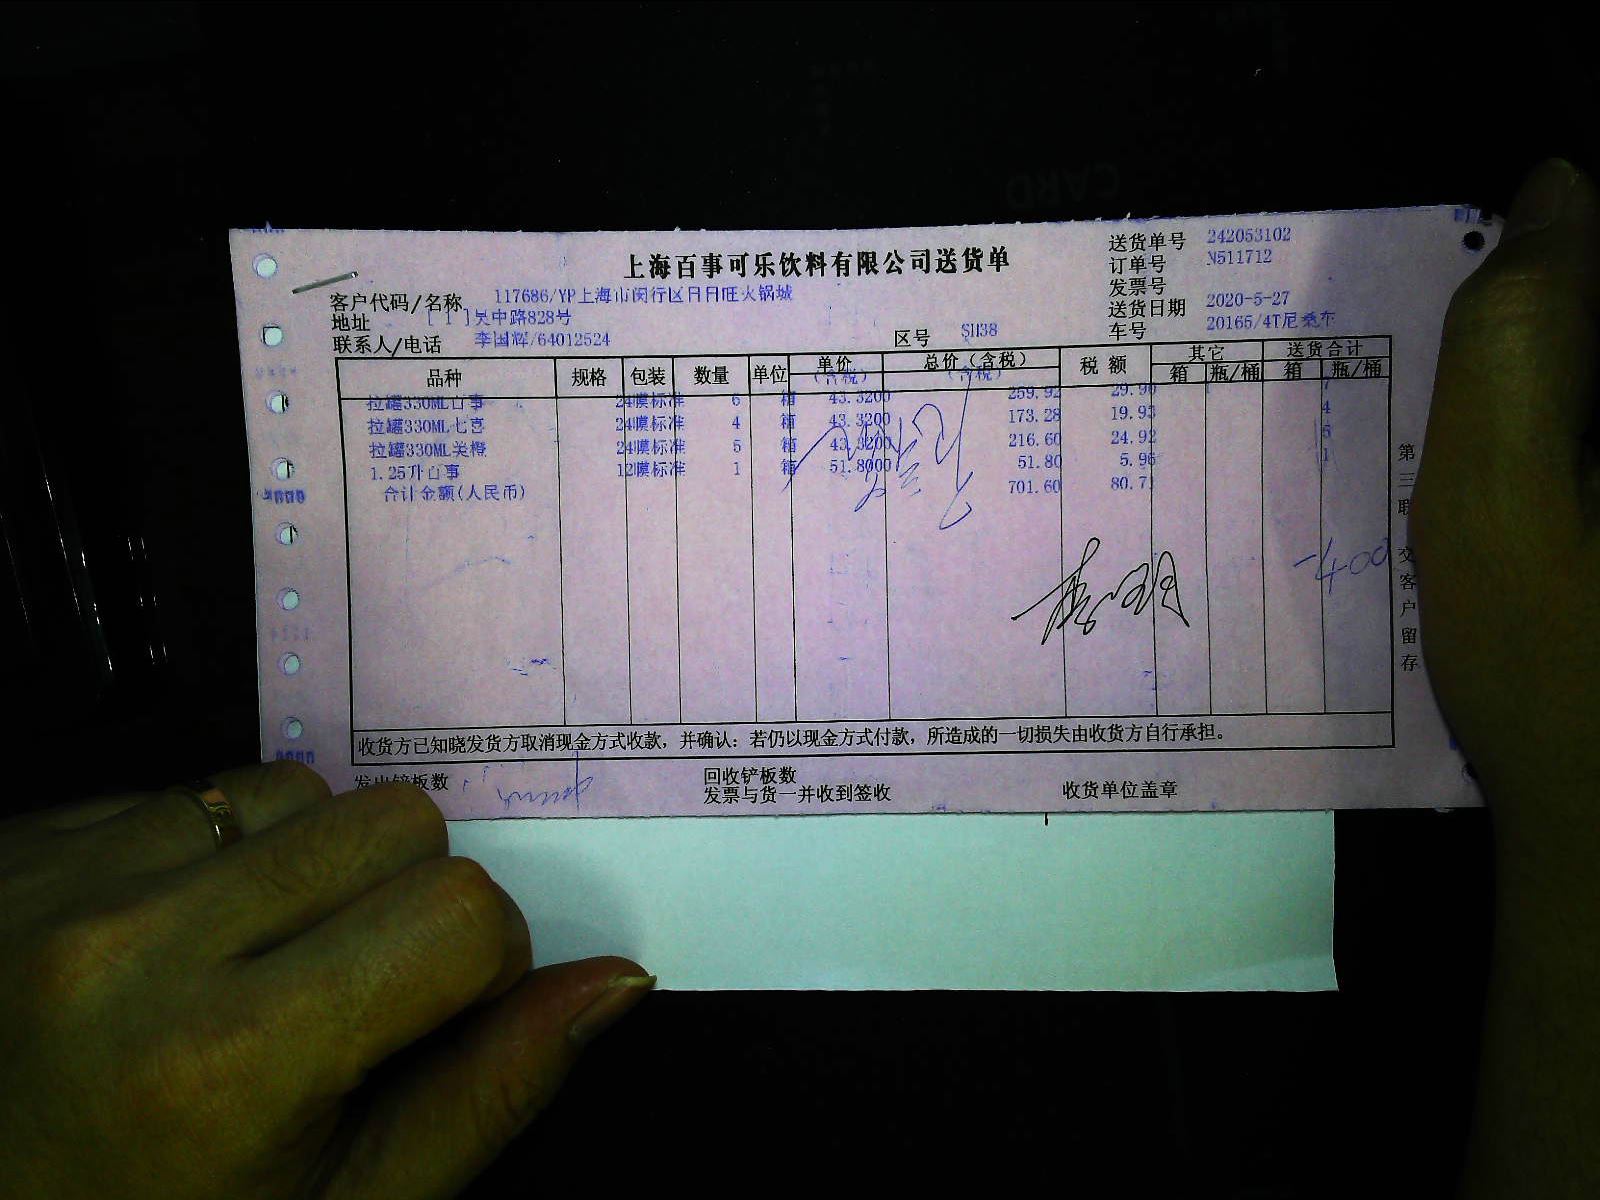 上海百事可乐饮料有限公司送货单
送货单号 242053102
订单号 N511712
发票号
送货日期 2020-5-27
车号 20165/4T尼桑车
客户代码/名称 117686/YP上海市闵行区日日旺火锅城
地址 [ 1 ]吴中路828号
联系人/电话 李国辉/64012524
区号 SH38
品种 规格 包装 数量 单位 单价(含税) 总价(含税) 税额 其它 箱 瓶/桶 送货合计 箱 瓶/桶
(含税)
拉罐330ML百事 24膜标准 6 箱 43.3200 259.92 29.90
拉罐330ML七喜 24膜标准 4 箱 43.3200 173.28 19.93 4
拉罐330ML美橙 24膜标准 5 箱 43.3200 216.60 24.92 5
1.25升百事 12膜标准 1 箱 51.8000 51.80 5.96 1
合计金额(人民币) 701.60 80.71
-400
收货方已知晓发货方取消现金方式收款，并确认：若仍以现金方式付款，所造成的一切损失由收货方自行承担。
发出铲板数
回收铲板数
发票与货一并收到签收
收货单位盖章
第三联 交客户留存